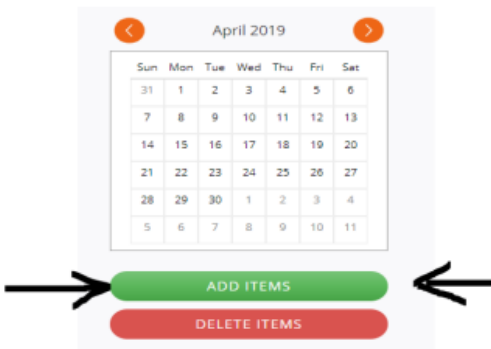 April 2019
Sun Mon Tue Wed Thu Fri Sat
31 1 2 3 4 5 6
7 8 9 10 11 12 13
14 15 16 17 18 19 20
21 22 23 24 25 26 27
28 29 30 1 2 3 4
5 6 7 8 9 10 11
ADD ITEMS
DELETE ITEMS